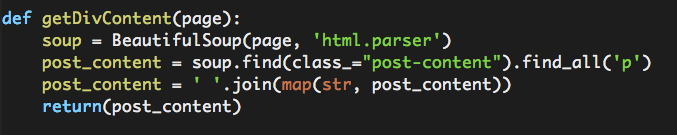 def getDivContent(page):
    soup = BeautifulSoup(page, 'html.parser')
    post_content = soup.find(class_="post-content").find_all('p')
    post_content = ' '.join(map(str, post_content))
    return(post_content)